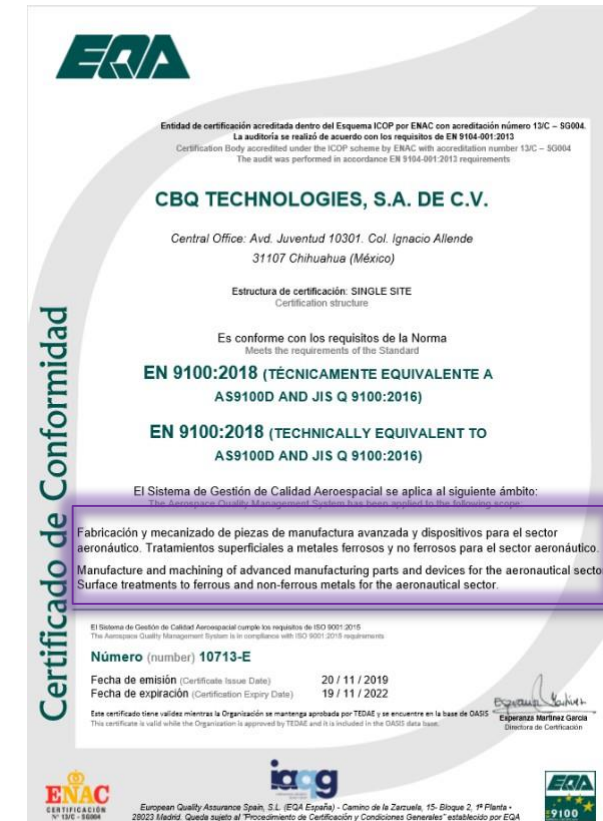 EQA
Entidad de certificación acreditada dentro del Esquema ICOP por ENAC con acreditación número 13/C – SG004.
La auditoría se realizó de acuerdo con los requisitos de EN 9104-001:2013
Certification Body accredited under the ICOP scheme by ENAC with accreditation number 13/C – SG004
The audit was performed in accordance EN 9104-001:2013 requirements
CBQ TECHNOLOGIES, S.A. DE C.V.
Central Office: Avd. Juventud 10301. Col. Ignacio Allende
31107 Chihuahua (México)
Estructura de certificación: SINGLE SITE
Certification structure
Es conforme con los requisitos de la Norma
Meets the requirements of the Standard
EN 9100:2018 (TÉCNICAMENTE EQUIVALENTE A
AS9100D AND JIS Q 9100:2016)
EN 9100:2018 (TECHNICALLY EQUIVALENT TO
AS9100D AND JIS Q 9100:2016)
El Sistema de Gestión de Calidad Aeroespacial se aplica al siguiente ámbito:
The Aerospace Quality Management System has been applied to the following scope:
Fabricación y mecanizado de piezas de manufactura avanzada y dispositivos para el sector
aeronáutico. Tratamientos superficiales a metales ferrosos y no ferrosos para el sector aeronáutico.
Manufacture and machining of advanced manufacturing parts and devices for the aeronautical secto
Surface treatments to ferrous and non-ferrous metals for the aeronautical sector.
El Sistema de Gestión de Calidad Aeroespacial cumple los requisitos de ISO 9001:2015
The Aerospace Quality Management System is in compliance with ISO 9001:2015 requirements
Número (number) 10713-E
Fecha de emisión (Certificate Issue Date) 20 / 11 / 2019
Fecha de expiración (Certification Expiry Date) 19 / 11 / 2022
Este certificado tiene validez mientras la Organización se mantenga aprobada por TEDAE y se encuentre en la base de OASIS
This certificate is valid while the Organization is approved by TEDAE and it is included in the OASIS data base.
Esperanza Martínez García
Directora de Certificación
Certificado de Conformidad
ENAC
CERTIFICACIÓN
Nº 13/C - SG004
iaqg
European Quality Assurance Spain, S.L. (EQA España) - Camino de la Zarzuela, 15- Bloque 2, 1ª Planta -
28023 Madrid. Queda sujeto al "Procedimiento de Certificación y Condiciones Generales" establecido por EQA
EQA
9100